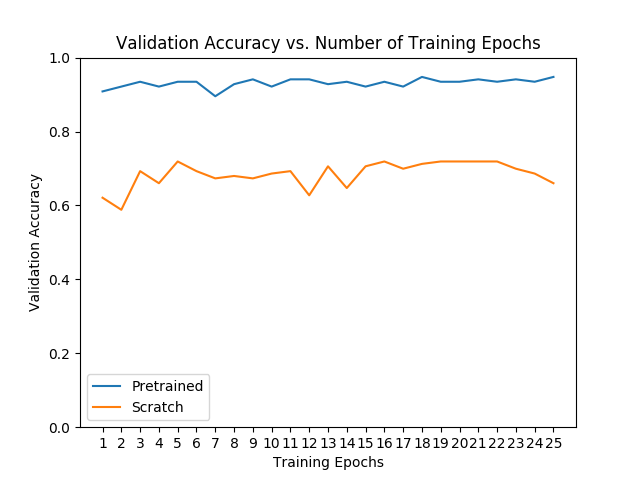 Validation Accuracy vs. Number of Training Epochs
1.0
0.8
0.6
0.4
0.2
0.0
Validation Accuracy
Pretrained
Scratch
1 2 3 4 5 6 7 8 9 10 11 12 13 14 15 16 17 18 19 20 21 22 23 24 25
Training Epochs